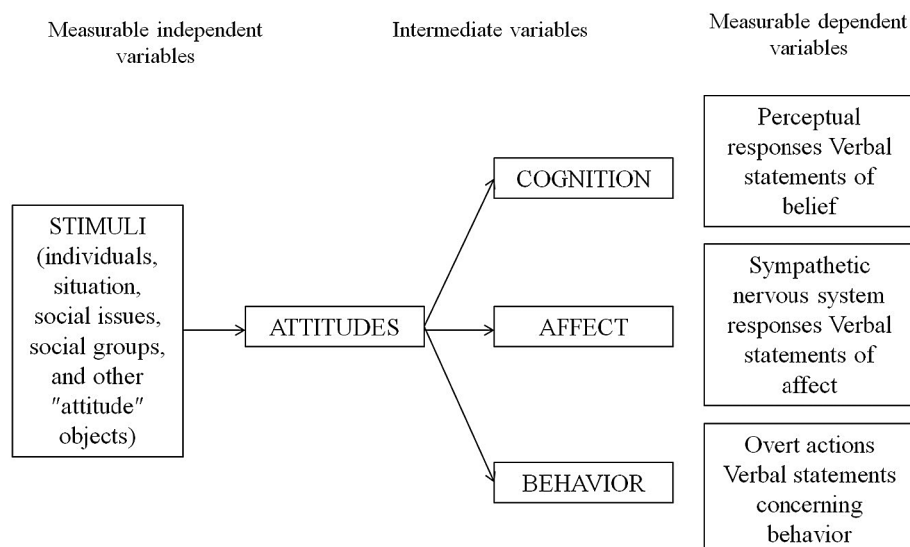 Measurable independent
variables
Intermediate variables
Measurable dependent
variables
STIMULI
(individuals,
situation,
social issues,
social groups,
and other
"attitude"
objects)
ATTITUDES
COGNITION
AFFECT
BEHAVIOR
Perceptual
responses Verbal
statements of
belief
Sympathetic
nervous system
responses Verbal
statements of
affect
Overt actions
Verbal statements
concerning
behavior